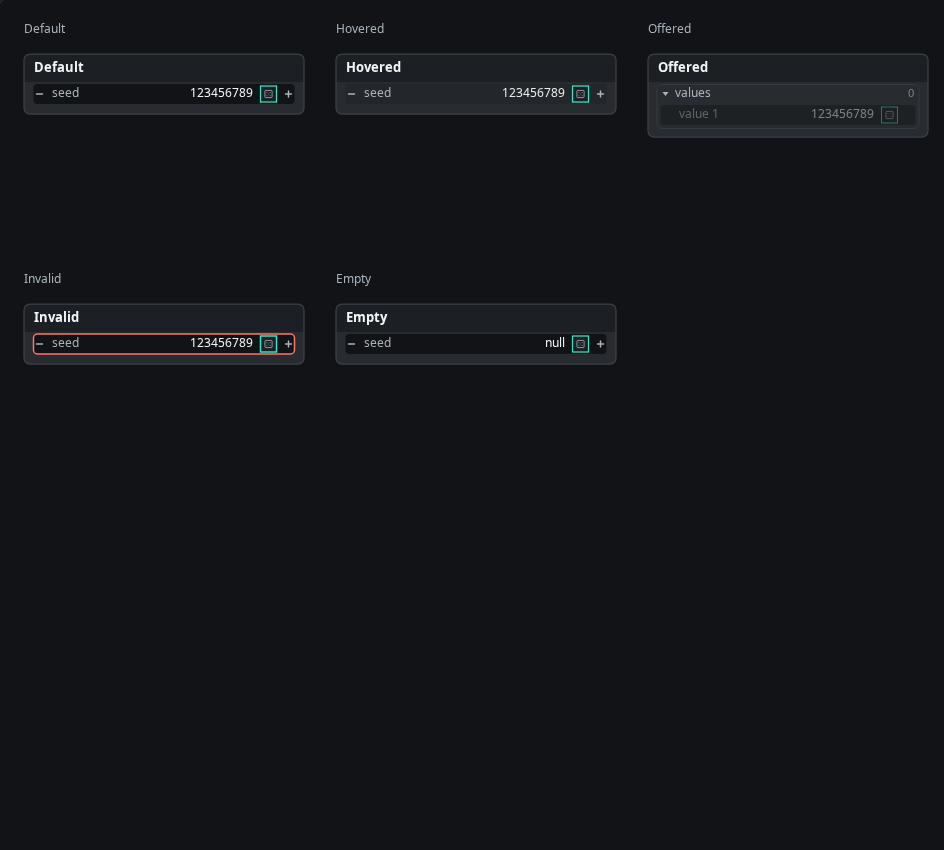 Default
Hovered
Offered
Default
− seed 123456789 +
Hovered
− seed 123456789 +
Offered
values 0
value 1 123456789
Invalid
Empty
Invalid
− seed 123456789 +
Empty
− seed null +